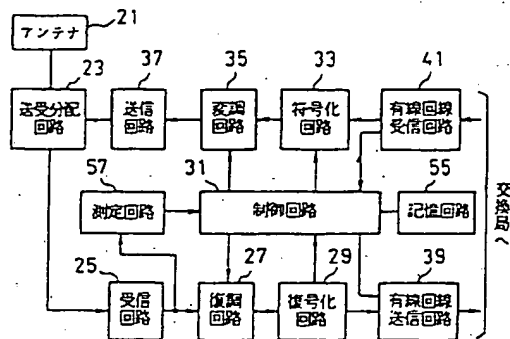 アンテナ
21
23
37
35
33
41
送受分配
回路
送信
回路
変調
回路
符号化
回路
有線回線
受信回路
57
31
55
測定回路
制御回路
記憶回路
交換局へ
25
27
29
39
受信
回路
復調
回路
復号化
回路
有線回線
送信回路